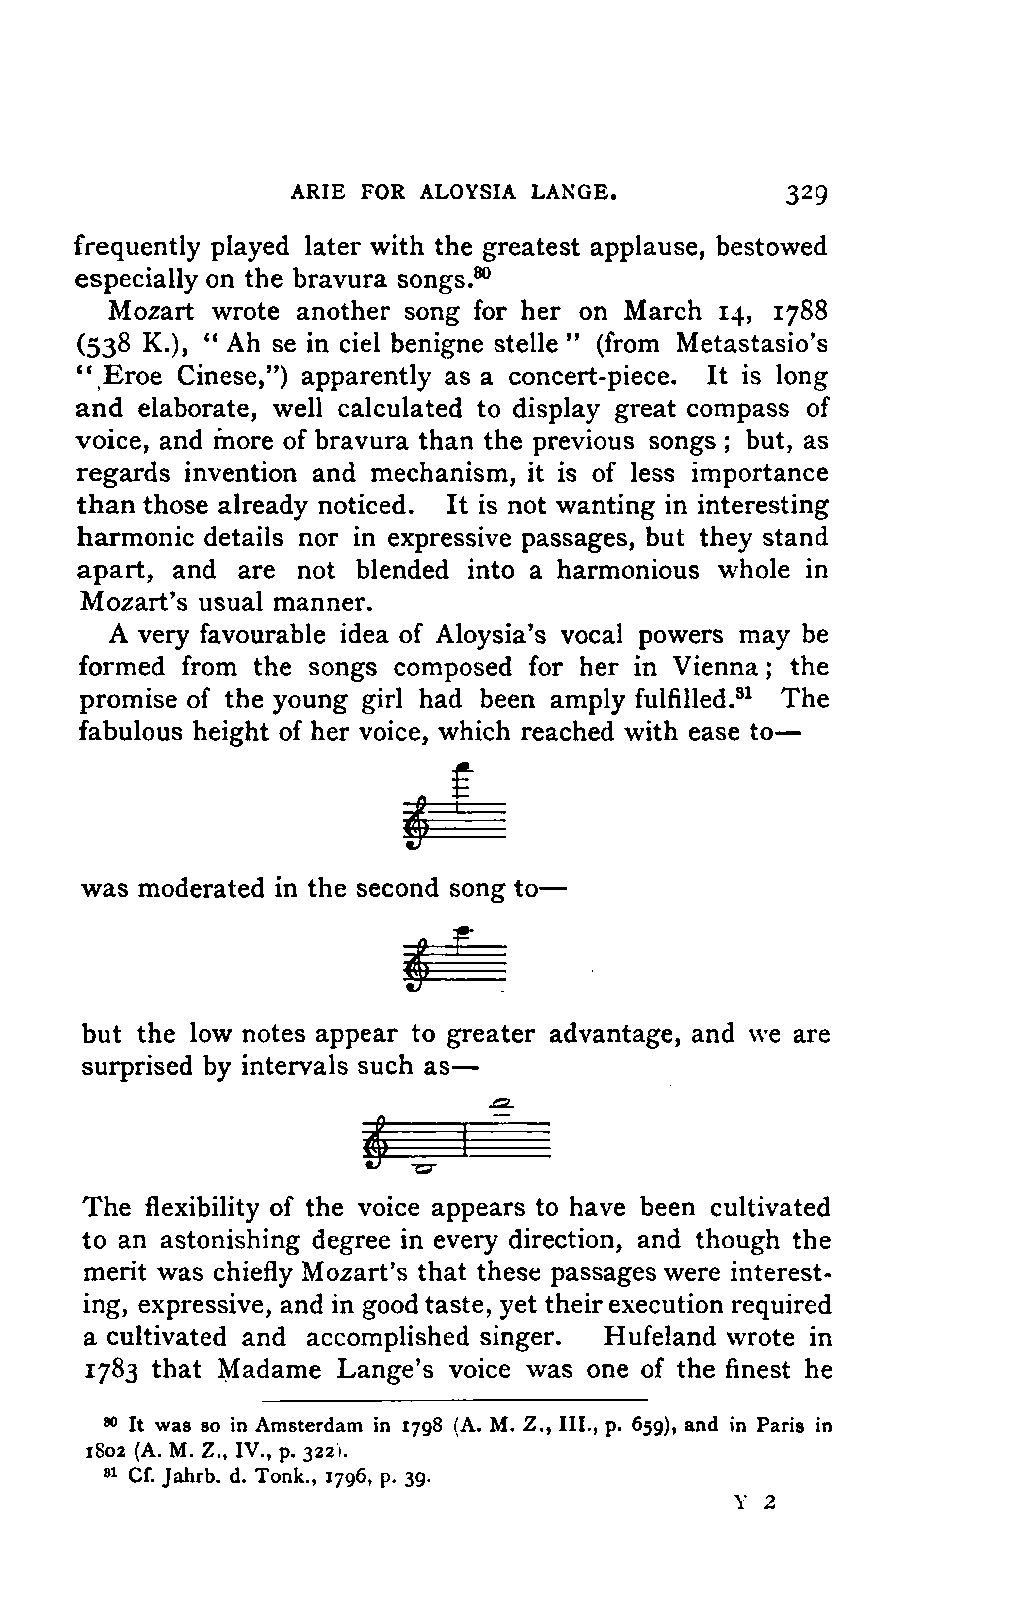 ARIE FOR ALOYSIA LANGE. 329
frequently played later with the greatest applause, bestowed
especially on the bravura songs.⁸⁰
Mozart wrote another song for her on March 14, 1788
(538 K.), “ Ah se in ciel benigne stelle ” (from Metastasio’s
“ Eroe Cinese,”) apparently as a concert-piece. It is long
and elaborate, well calculated to display great compass of
voice, and more of bravura than the previous songs ; but, as
regards invention and mechanism, it is of less importance
than those already noticed. It is not wanting in interesting
harmonic details nor in expressive passages, but they stand
apart, and are not blended into a harmonious whole in
Mozart’s usual manner.
A very favourable idea of Aloysia’s vocal powers may be
formed from the songs composed for her in Vienna ; the
promise of the young girl had been amply fulfilled.⁸¹ The
fabulous height of her voice, which reached with ease to—
was moderated in the second song to—
but the low notes appear to greater advantage, and we are
surprised by intervals such as—
The flexibility of the voice appears to have been cultivated
to an astonishing degree in every direction, and though the
merit was chiefly Mozart’s that these passages were interest-
ing, expressive, and in good taste, yet their execution required
a cultivated and accomplished singer. Hufeland wrote in
1783 that Madame Lange’s voice was one of the finest he
⁸⁰ It was so in Amsterdam in 1798 (A. M. Z., III., p. 659), and in Paris in
1802 (A. M. Z., IV., p. 322).
⁸¹ Cf. Jahrb. d. Tonk., 1796, p. 39.
Y 2